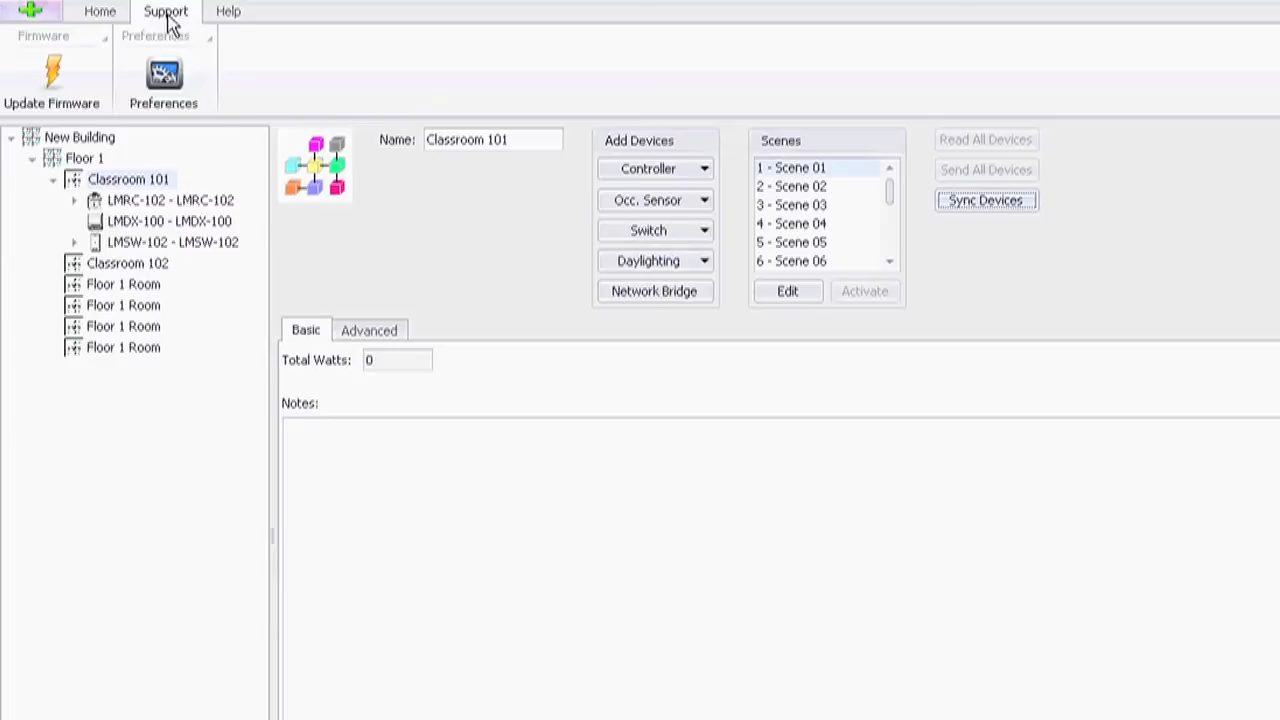 Home Support Help
Firmware Preferences
Update Firmware Preferences
New Building
Floor 1
Classroom 101
LMRC-102 - LMRC-102
LMDX-100 - LMDX-100
LMSW-102 - LMSW-102
Classroom 102
Floor 1 Room
Floor 1 Room
Floor 1 Room
Floor 1 Room
Name: Classroom 101
Add Devices
Controller
Occ. Sensor
Switch
Daylighting
Network Bridge
Scenes
1 - Scene 01
2 - Scene 02
3 - Scene 03
4 - Scene 04
5 - Scene 05
6 - Scene 06
Edit Activate
Read All Devices
Send All Devices
Sync Devices
Basic Advanced
Total Watts: 0
Notes: